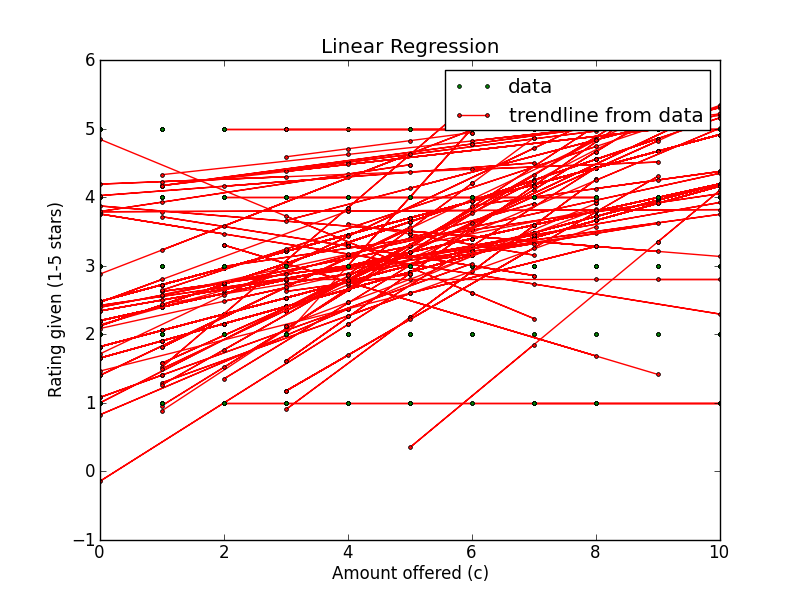 Linear Regression
data
trendline from data
6
5
4
3
2
1
0
−1
0 2 4 6 8 10
Rating given (1-5 stars)
Amount offered (c)